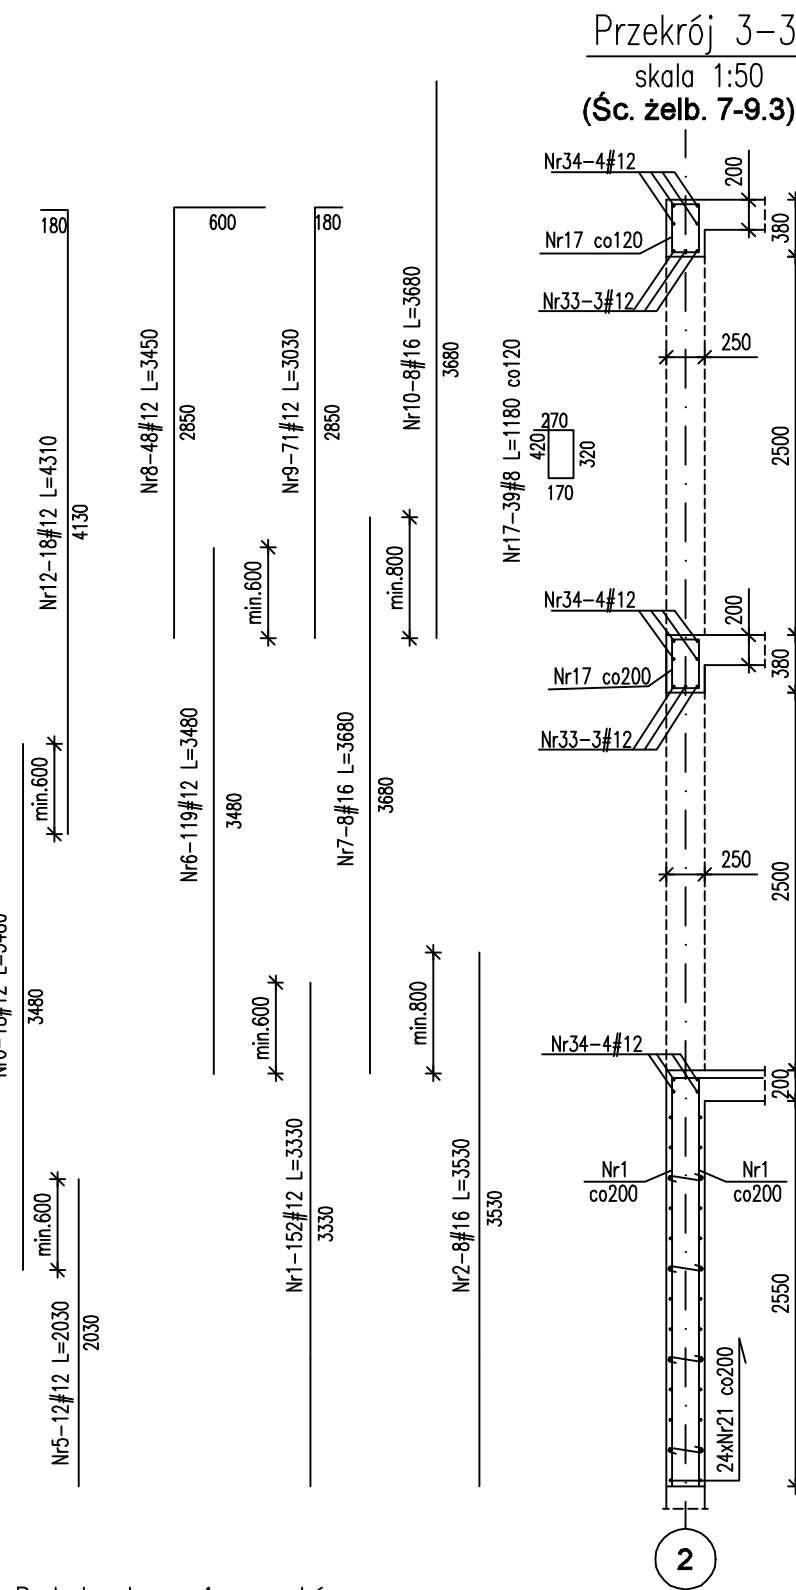 Przekrój 3-3
skala 1:50
(Śc. żelb. 7-9.3)
Nr34-4#12
200
380
Nr17 co120
Nr33-3#12
250
2500
180
600
180
Nr12-18#12 L=4310
4130
Nr8-48#12 L=3450
2850
Nr9-71#12 L=3030
2850
Nr10-8#16 L=3680
3680
Nr17-39#8 L=1180 co120
270
420
320
170
min.600
min.800
Nr34-4#12
200
380
Nr17 co200
Nr33-3#12
250
2500
min.600
3480
Nr6-119#12 L=3480
3480
Nr7-8#16 L=3680
3680
min.600
min.800
Nr34-4#12
200
Nr1
co200
Nr1
co200
2550
24xNr21 co200
min.600
Nr5-12#12 L=2030
2030
Nr1-152#12 L=3330
3330
Nr2-8#16 L=3530
3530
2